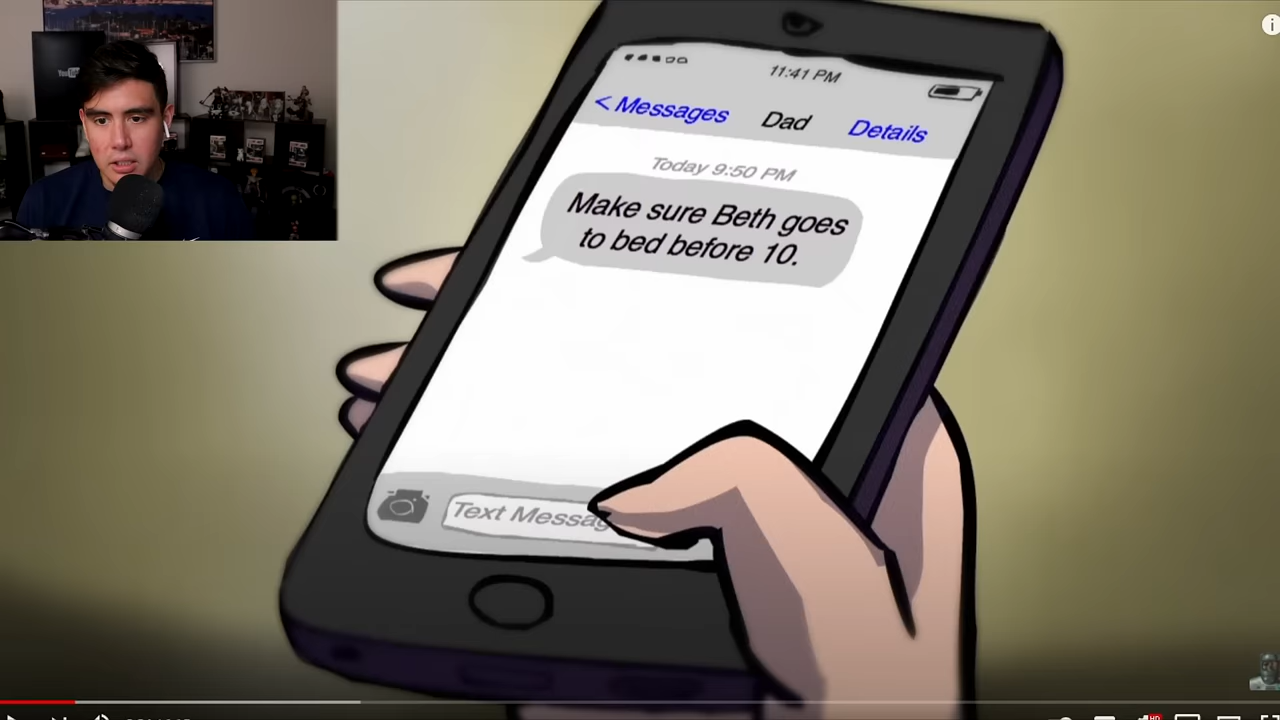 11:41 PM
< Messages Dad Details
Today 9:50 PM
Make sure Beth goes
to bed before 10.
Text Messag
HD